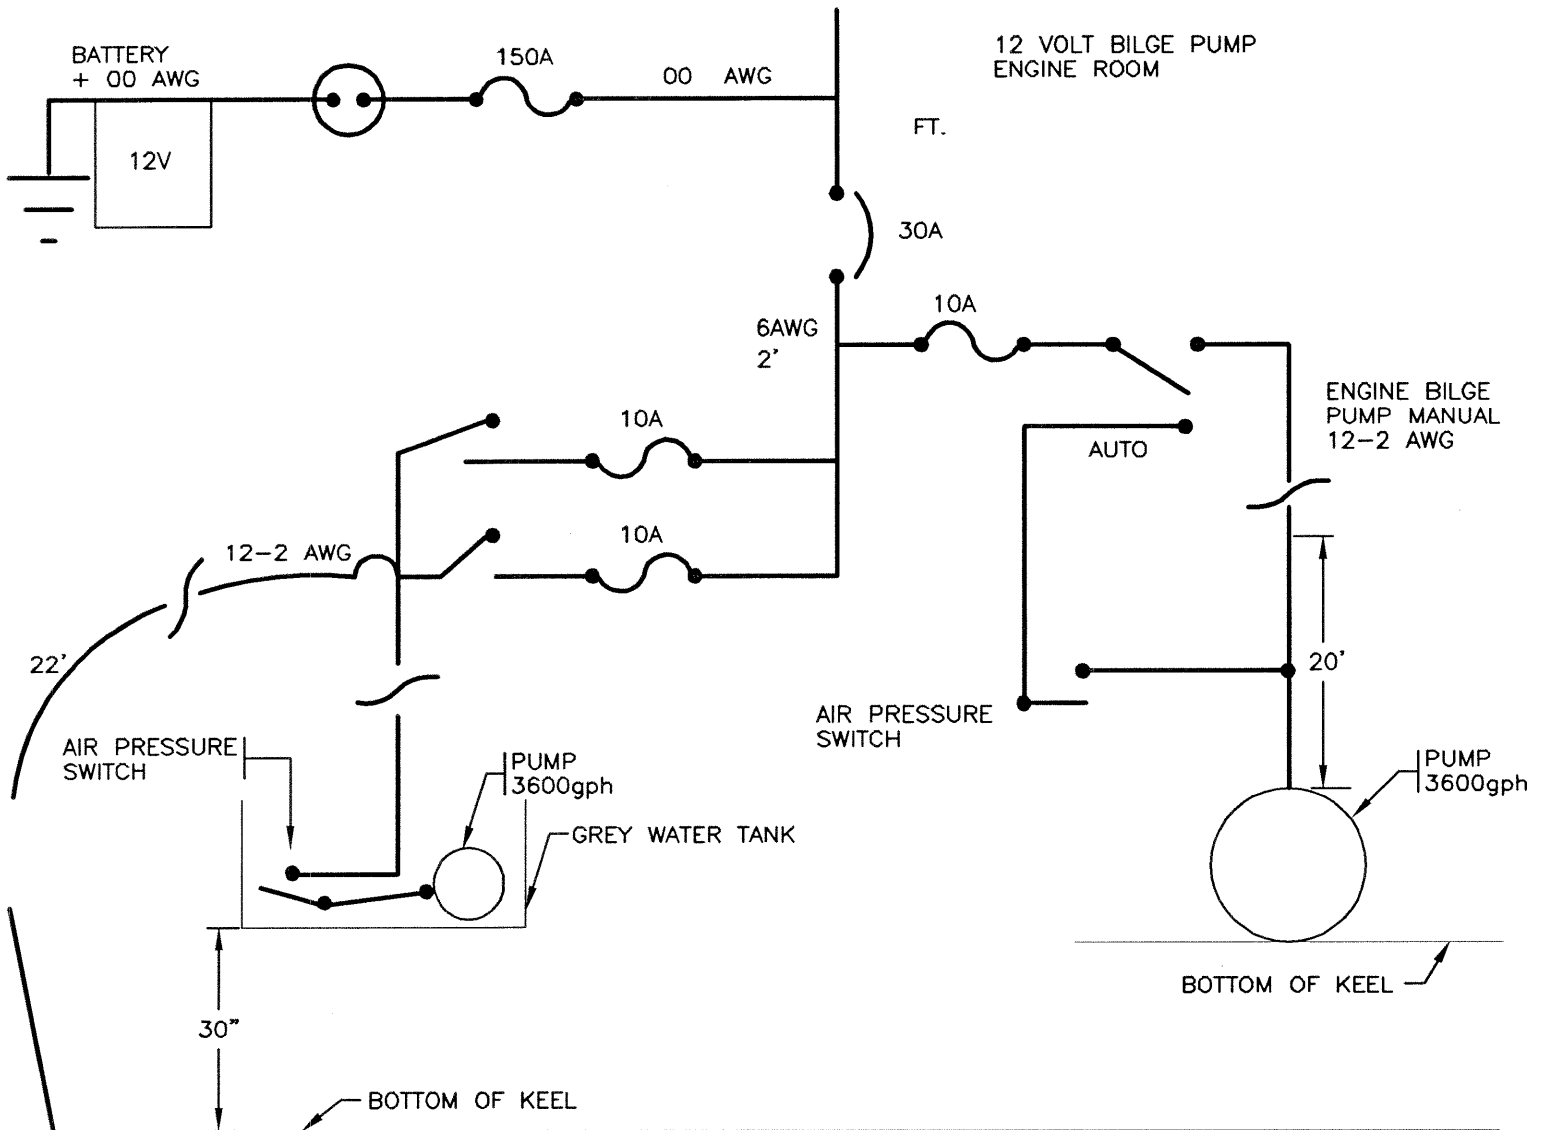 BATTERY
+ 00 AWG
150A
00 AWG
12 VOLT BILGE PUMP
ENGINE ROOM
FT.
12V
30A
10A
6AWG
2'
ENGINE BILGE
PUMP MANUAL
12-2 AWG
10A
AUTO
10A
12-2 AWG
22'
20'
AIR PRESSURE
SWITCH
AIR PRESSURE
SWITCH
PUMP
3600gph
PUMP
3600gph
GREY WATER TANK
BOTTOM OF KEEL
30"
BOTTOM OF KEEL